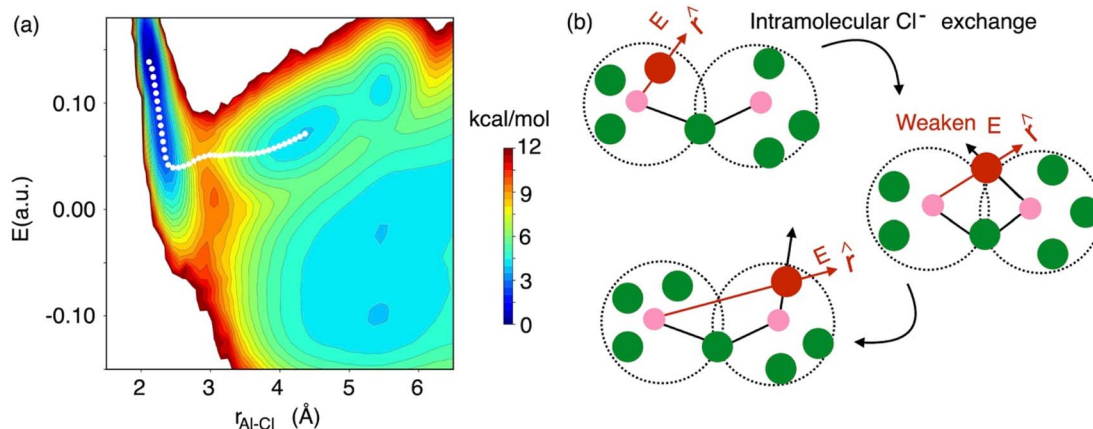 (a)
E(a.u.)
0.10
0.00
-0.10
2 3 4 5 6
r_Al-Cl (Å)
kcal/mol
12
9
6
3
0
(b)
Intramolecular Cl⁻ exchange
E r̂
Weaken E r̂
E r̂